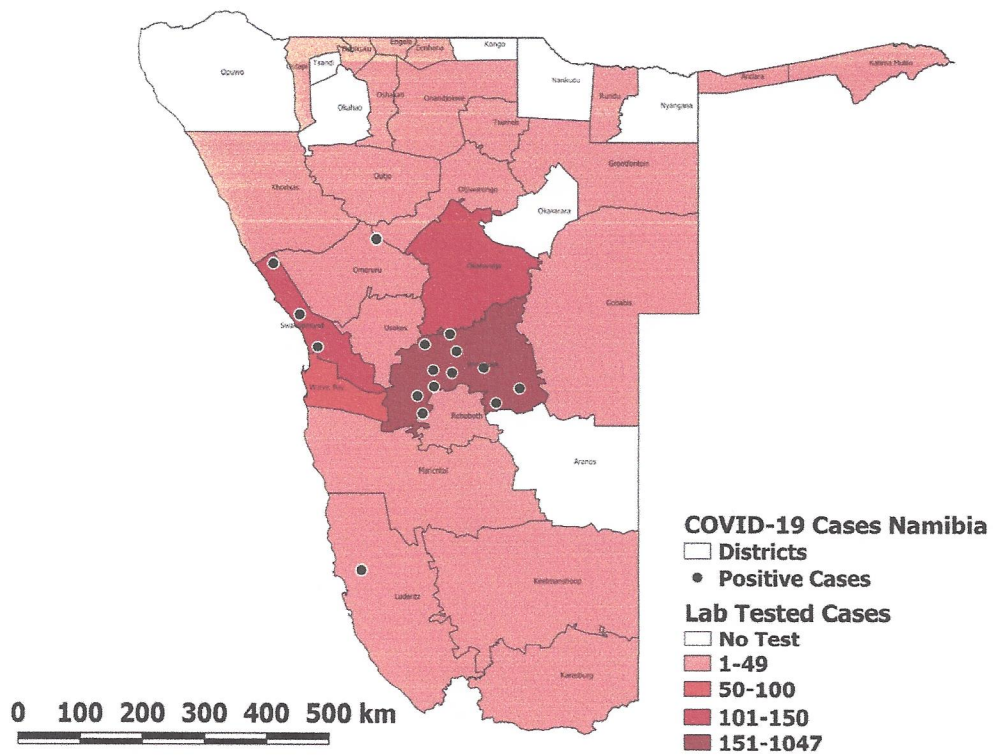 Engela
Eenhana
Kongo
Opuwo
Tsandi
Nankudu
Andara
Katima Mulilo
Rundu
Nyangana
Okahao
Oshakati
Onandjokwe
Tsumeb
Grootfontein
Outjo
Khorixas
Otjiwarongo
Okakarara
Omaruru
Okahandja
Gobabis
Usakos
Swakopmund
Walvis Bay
Rehoboth
Aranos
Mariental
Keetmanshoop
Luderitz
Karasburg
COVID-19 Cases Namibia
Districts
Positive Cases
Lab Tested Cases
No Test
1-49
50-100
101-150
151-1047
0 100 200 300 400 500 km